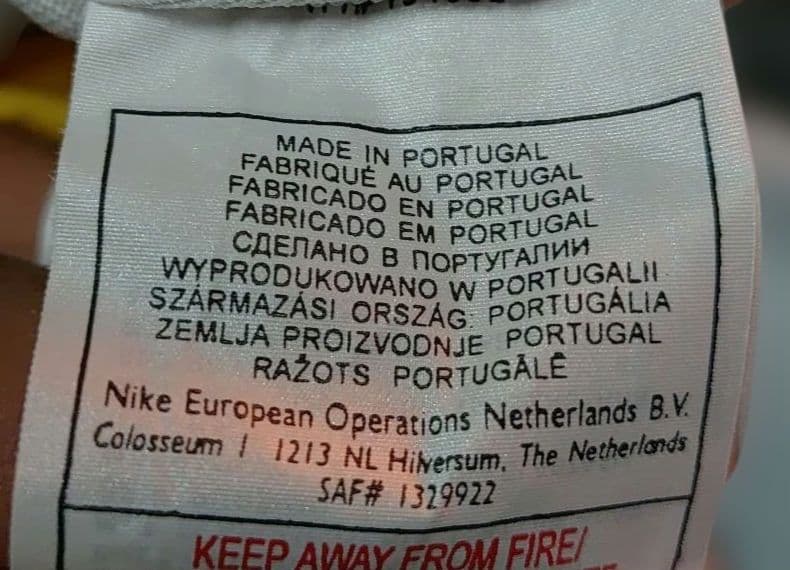 MADE IN PORTUGAL
FABRIQUÉ AU PORTUGAL
FABRICADO EN PORTUGAL
FABRICADO EM PORTUGAL
СДЕЛАНО В ПОРТУГАЛИИ
WYPRODUKOWANO W PORTUGALII
SZÁRMAZÁSI ORSZÁG: PORTUGÁLIA
ZEMLJA PROIZVODNJE PORTUGAL
RAŽOTS PORTUGĀLĒ
Nike European Operations Netherlands B.V.
Colosseum 1 1213 NL Hilversum, The Netherlands
SAF# 1329922
KEEP AWAY FROM FIRE/